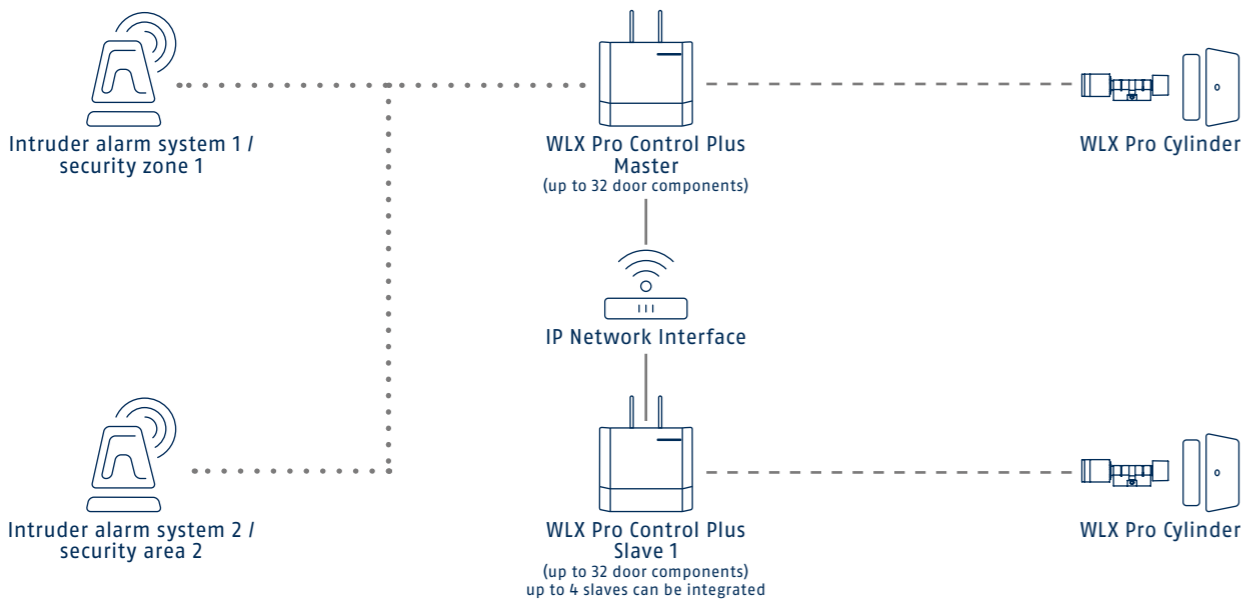 Intruder alarm system 1 /
security zone 1
WLX Pro Control Plus
Master
(up to 32 door components)
WLX Pro Cylinder
IP Network Interface
Intruder alarm system 2 /
security area 2
WLX Pro Control Plus
Slave 1
(up to 32 door components)
up to 4 slaves can be integrated
WLX Pro Cylinder